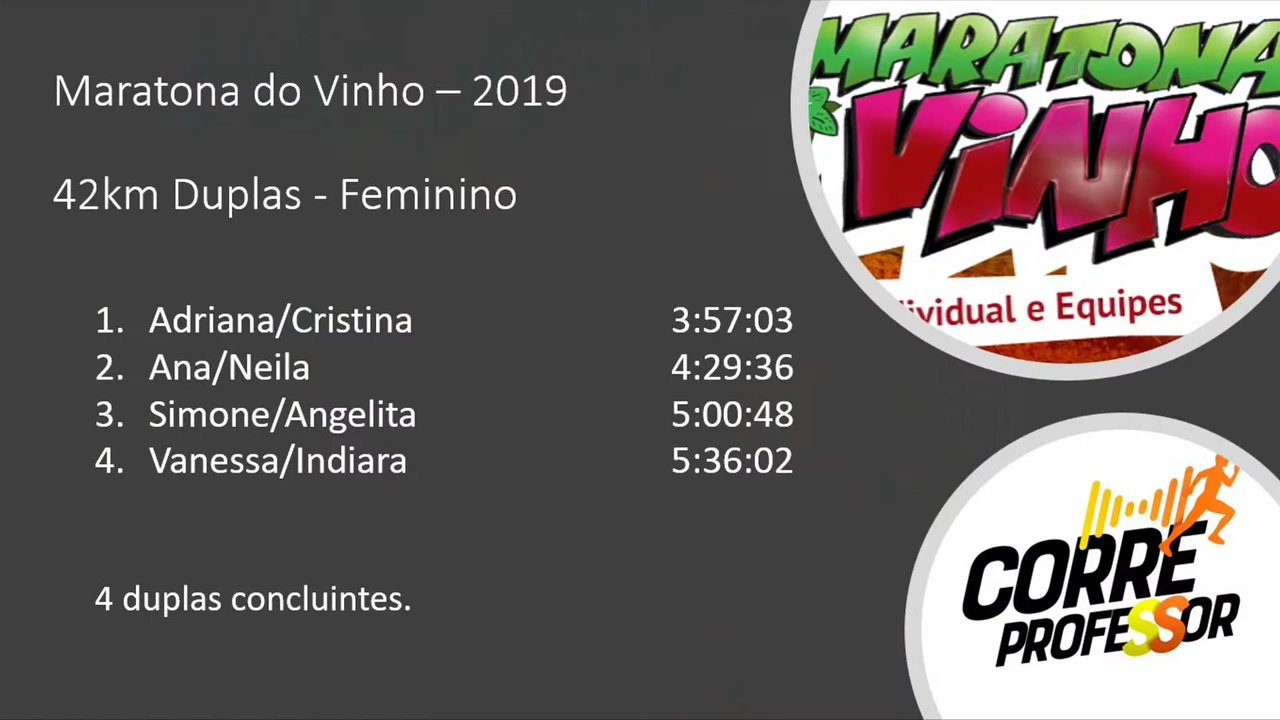 Maratona do Vinho – 2019
42km Duplas - Feminino
1. Adriana/Cristina 3:57:03
2. Ana/Neila 4:29:36
3. Simone/Angelita 5:00:48
4. Vanessa/Indiara 5:36:02
4 duplas concluintes.
MARATONA
ViNHO
e Equipes
CORRE
PROFESSOR